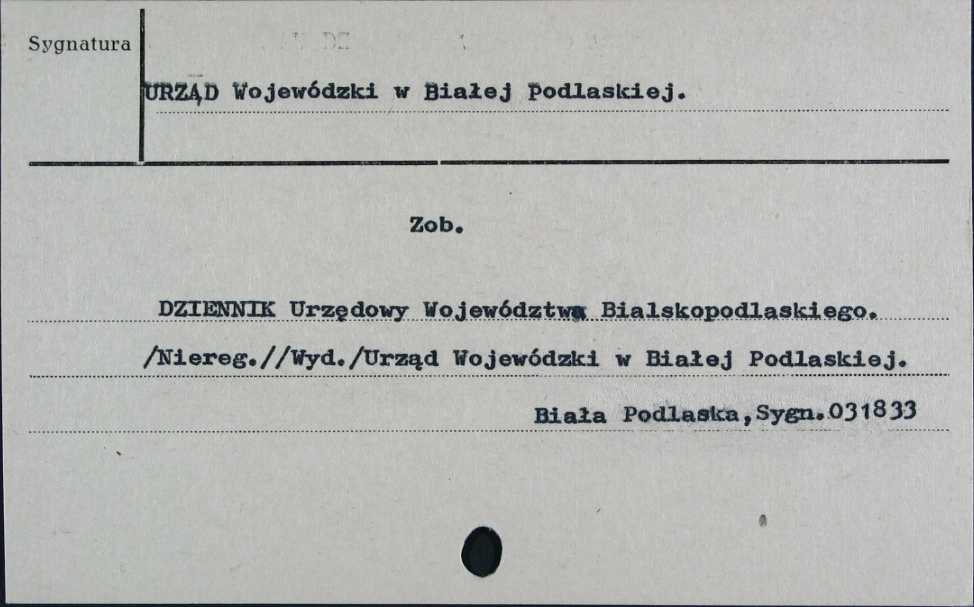 Sygnatura
URZĄD Wojewódzki w Białej Podlaskiej.
Zob.
DZIENNIK Urzędowy Województwa Bialskopodlaskiego.
/Niereg.//Wyd./Urząd Wojewódzki w Białej Podlaskiej.
Biała Podlaska,Sygn.031833